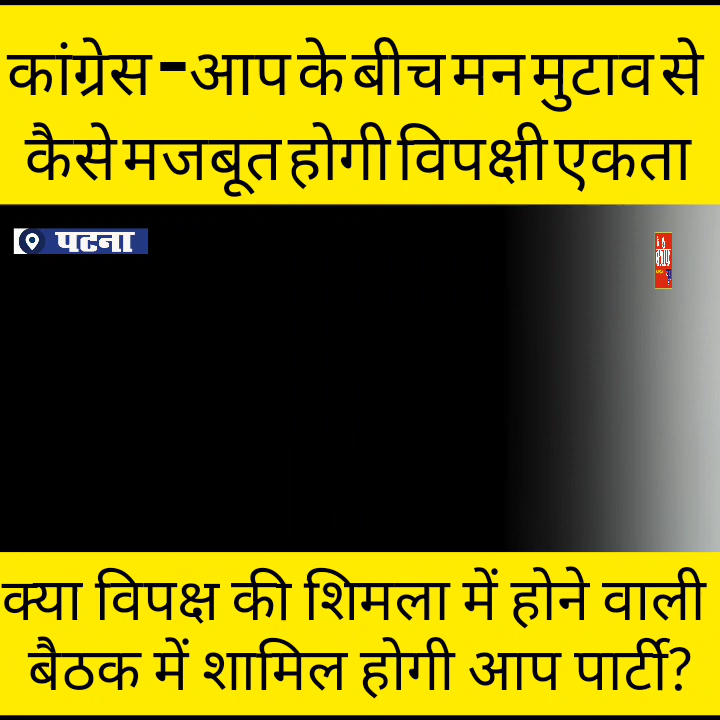 कांग्रेस-आप के बीच मन मुटाव से
कैसे मजबूत होगी विपक्षी एकता
पटना
क्या विपक्ष की शिमला में होने वाली
बैठक में शामिल होगी आप पार्टी?